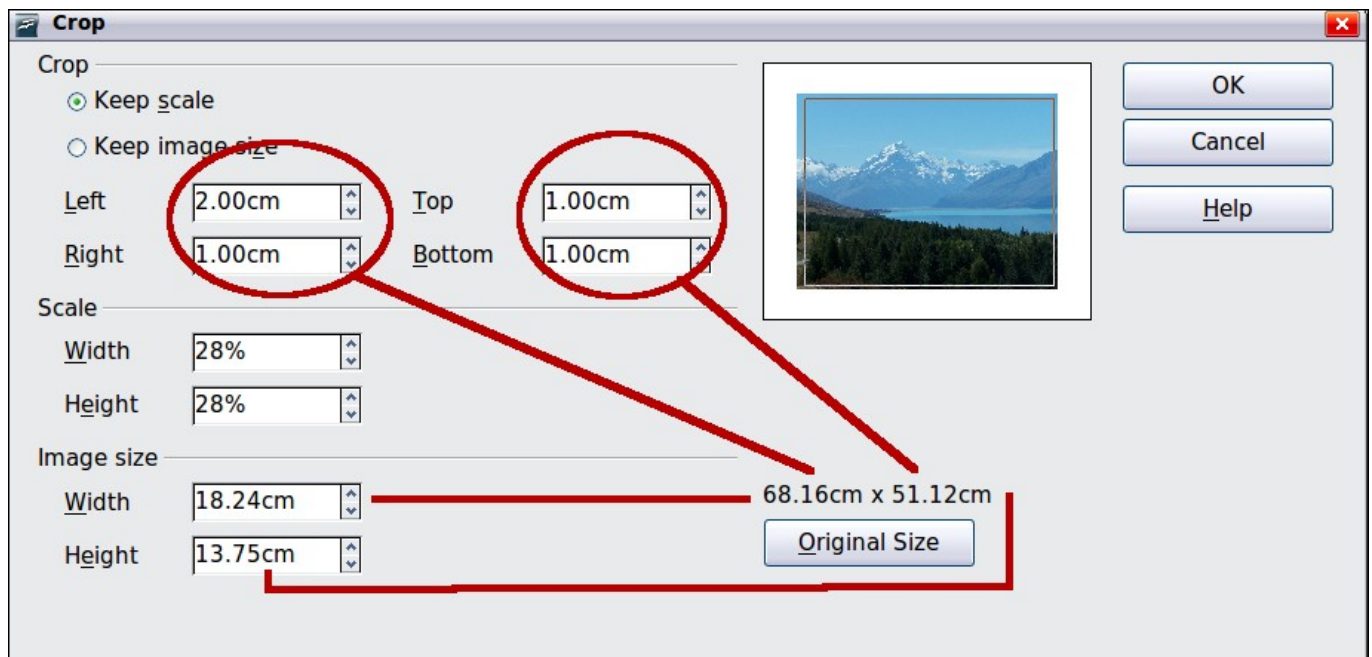 Crop
Crop
Keep scale
Keep image size
Left 2.00cm Top 1.00cm
Right 1.00cm Bottom 1.00cm
Scale
Width 28%
Height 28%
Image size
Width 18.24cm
Height 13.75cm
68.16cm x 51.12cm
Original Size
OK
Cancel
Help